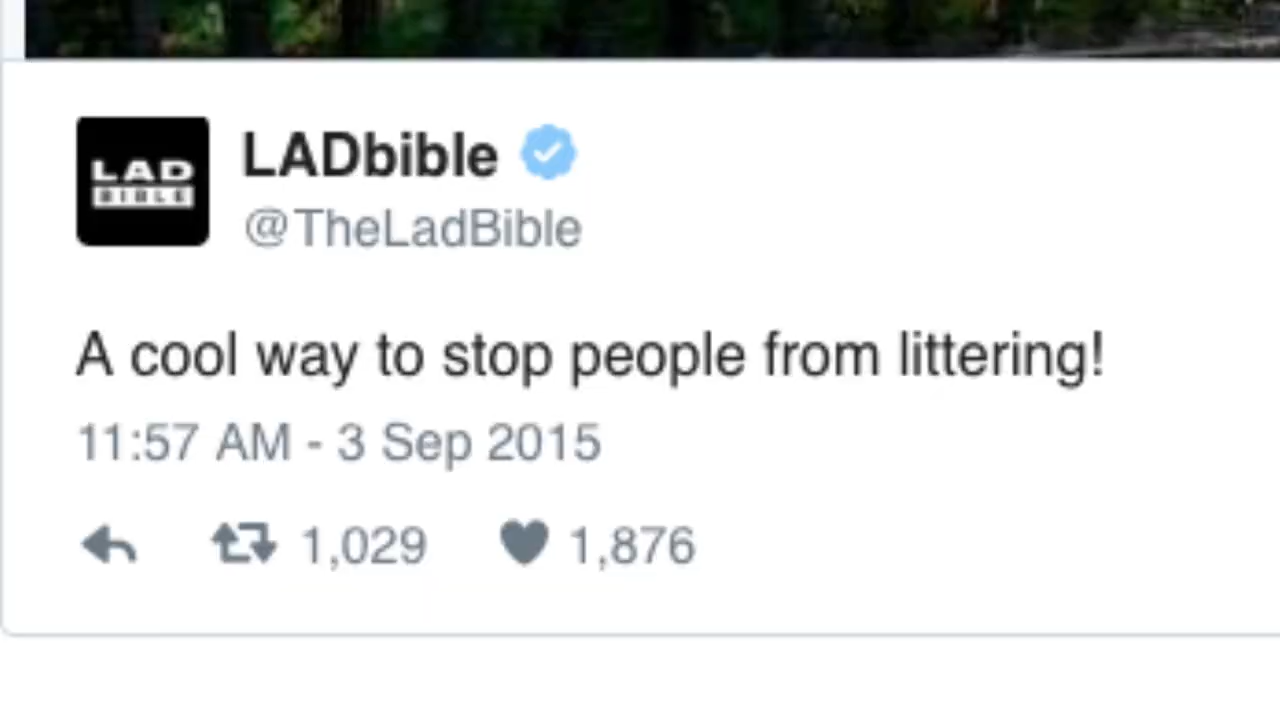 LAD
BIBLE
LADbible
@TheLadBible
A cool way to stop people from littering!
11:57 AM - 3 Sep 2015
1,029 1,876